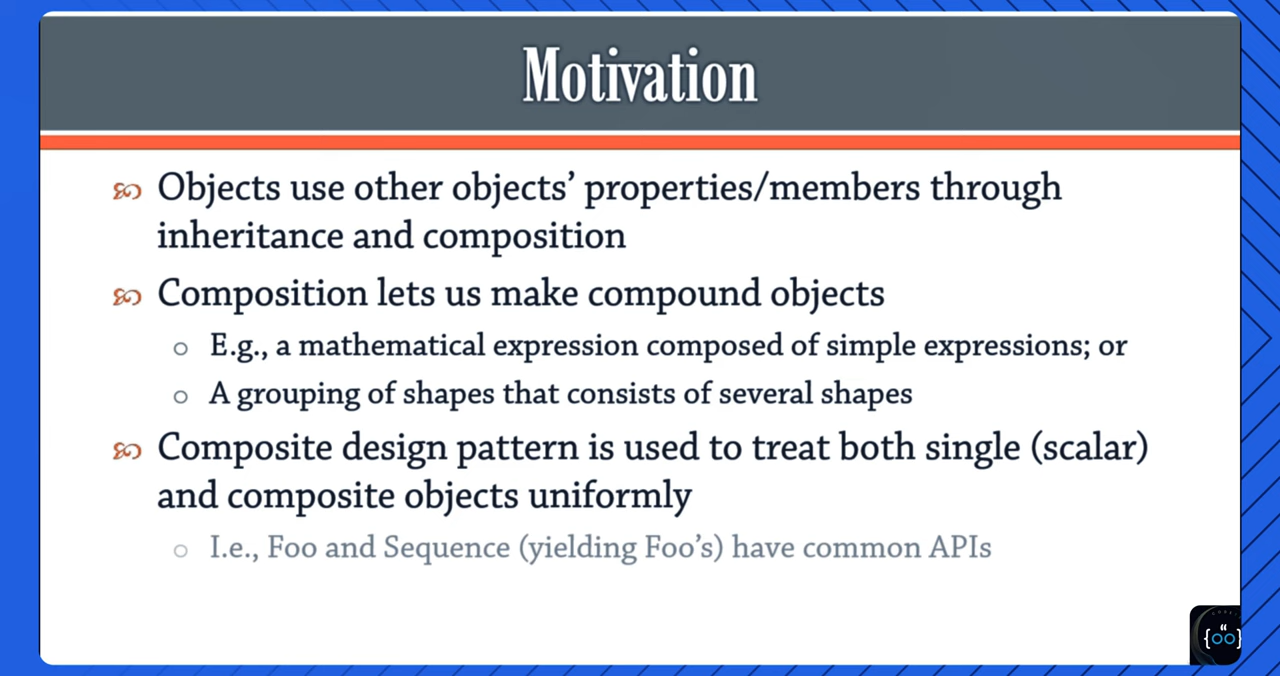 Motivation
Objects use other objects’ properties/members through
inheritance and composition
Composition lets us make compound objects
E.g., a mathematical expression composed of simple expressions; or
A grouping of shapes that consists of several shapes
Composite design pattern is used to treat both single (scalar)
and composite objects uniformly
I.e., Foo and Sequence (yielding Foo’s) have common APIs